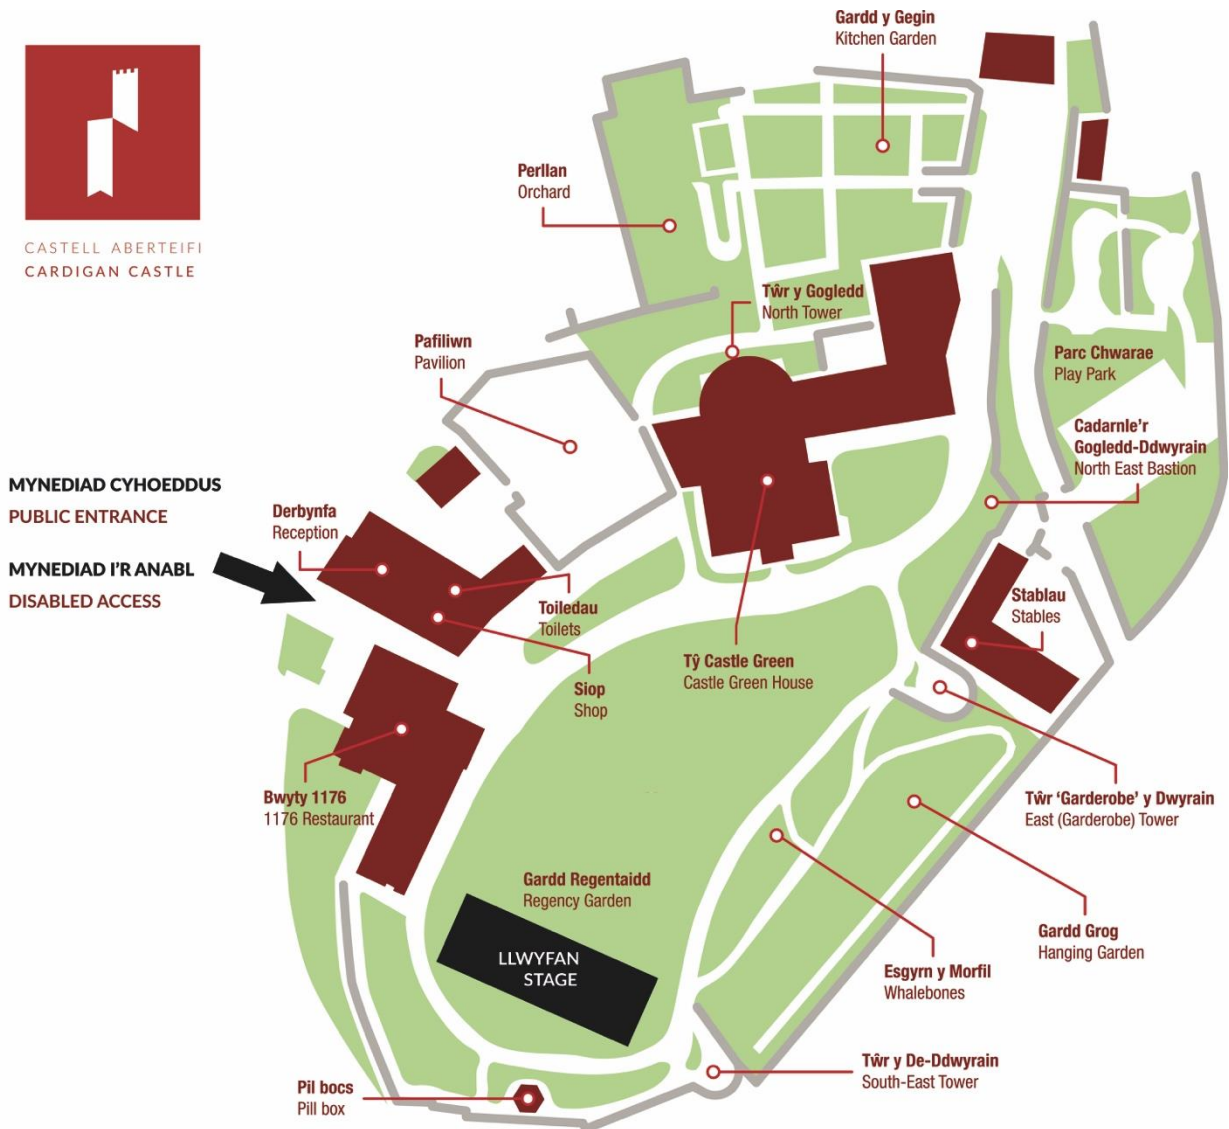 CASTELL ABERTEIFI
CARDIGAN CASTLE
Gardd y Gegin
Kitchen Garden
Perllan
Orchard
Tŵr y Gogledd
North Tower
Pafiliwn
Pavilion
Parc Chwarae
Play Park
Cadarnle'r
Gogledd-Ddwyrain
North East Bastion
MYNEDIAD CYHOEDDUS
PUBLIC ENTRANCE
MYNEDIAD I'R ANABL
DISABLED ACCESS
Derbynfa
Reception
Toiledau
Toilets
Stablau
Stables
Siop
Shop
Tŷ Castle Green
Castle Green House
Bwyty 1176
1176 Restaurant
Tŵr 'Garderobe' y Dwyrain
East (Garderobe) Tower
Gardd Regentaidd
Regency Garden
LLWYFAN
STAGE
Gardd Grog
Hanging Garden
Esgyrn y Morfil
Whalebones
Tŵr y De-Ddwyrain
South-East Tower
Pil bocs
Pill box